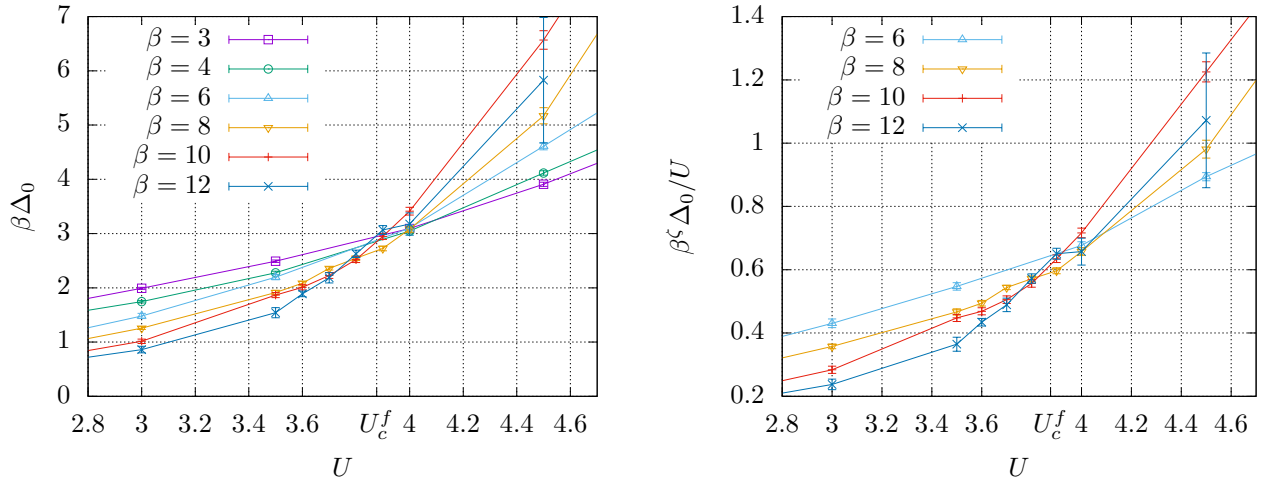 7
6
5
4
3
2
1
0
βΔ₀
β = 3
β = 4
β = 6
β = 8
β = 10
β = 12
2.8 3 3.2 3.4 3.6 U_c^f 4 4.2 4.4 4.6
U
1.4
1.2
1
0.8
0.6
0.4
0.2
β^ζ Δ₀/U
β = 6
β = 8
β = 10
β = 12
2.8 3 3.2 3.4 3.6 U_c^f 4 4.2 4.4 4.6
U